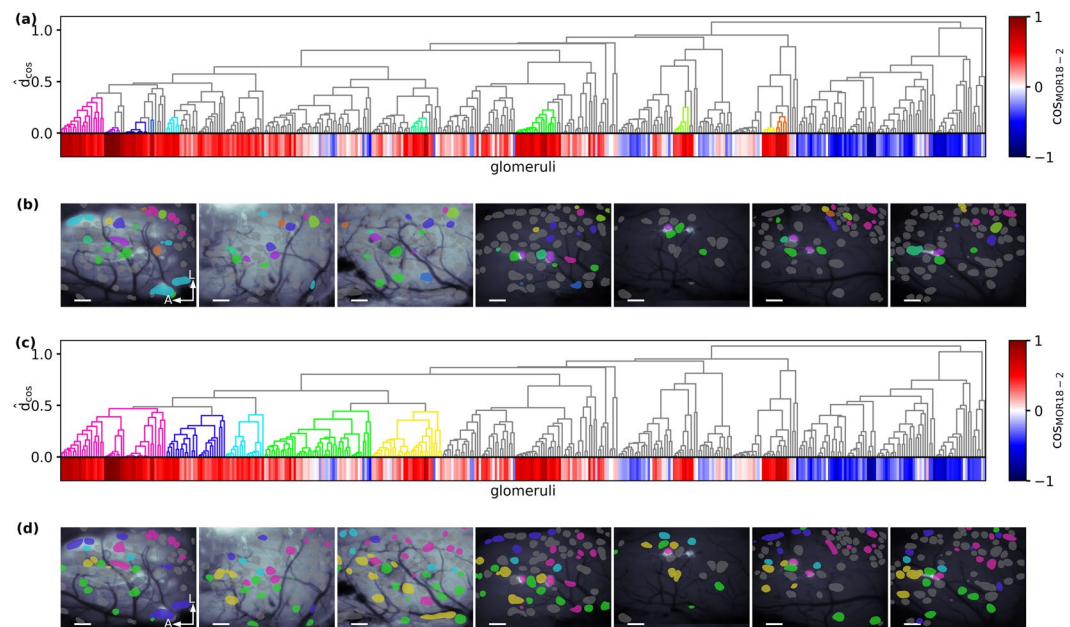 (a)
1.0
0.5
0.0
d̂cos
glomeruli
1
0
−1
cosMOR18−2
(b)
L
A
(c)
1.0
0.5
0.0
d̂cos
glomeruli
1
0
−1
cosMOR18−2
(d)
L
A